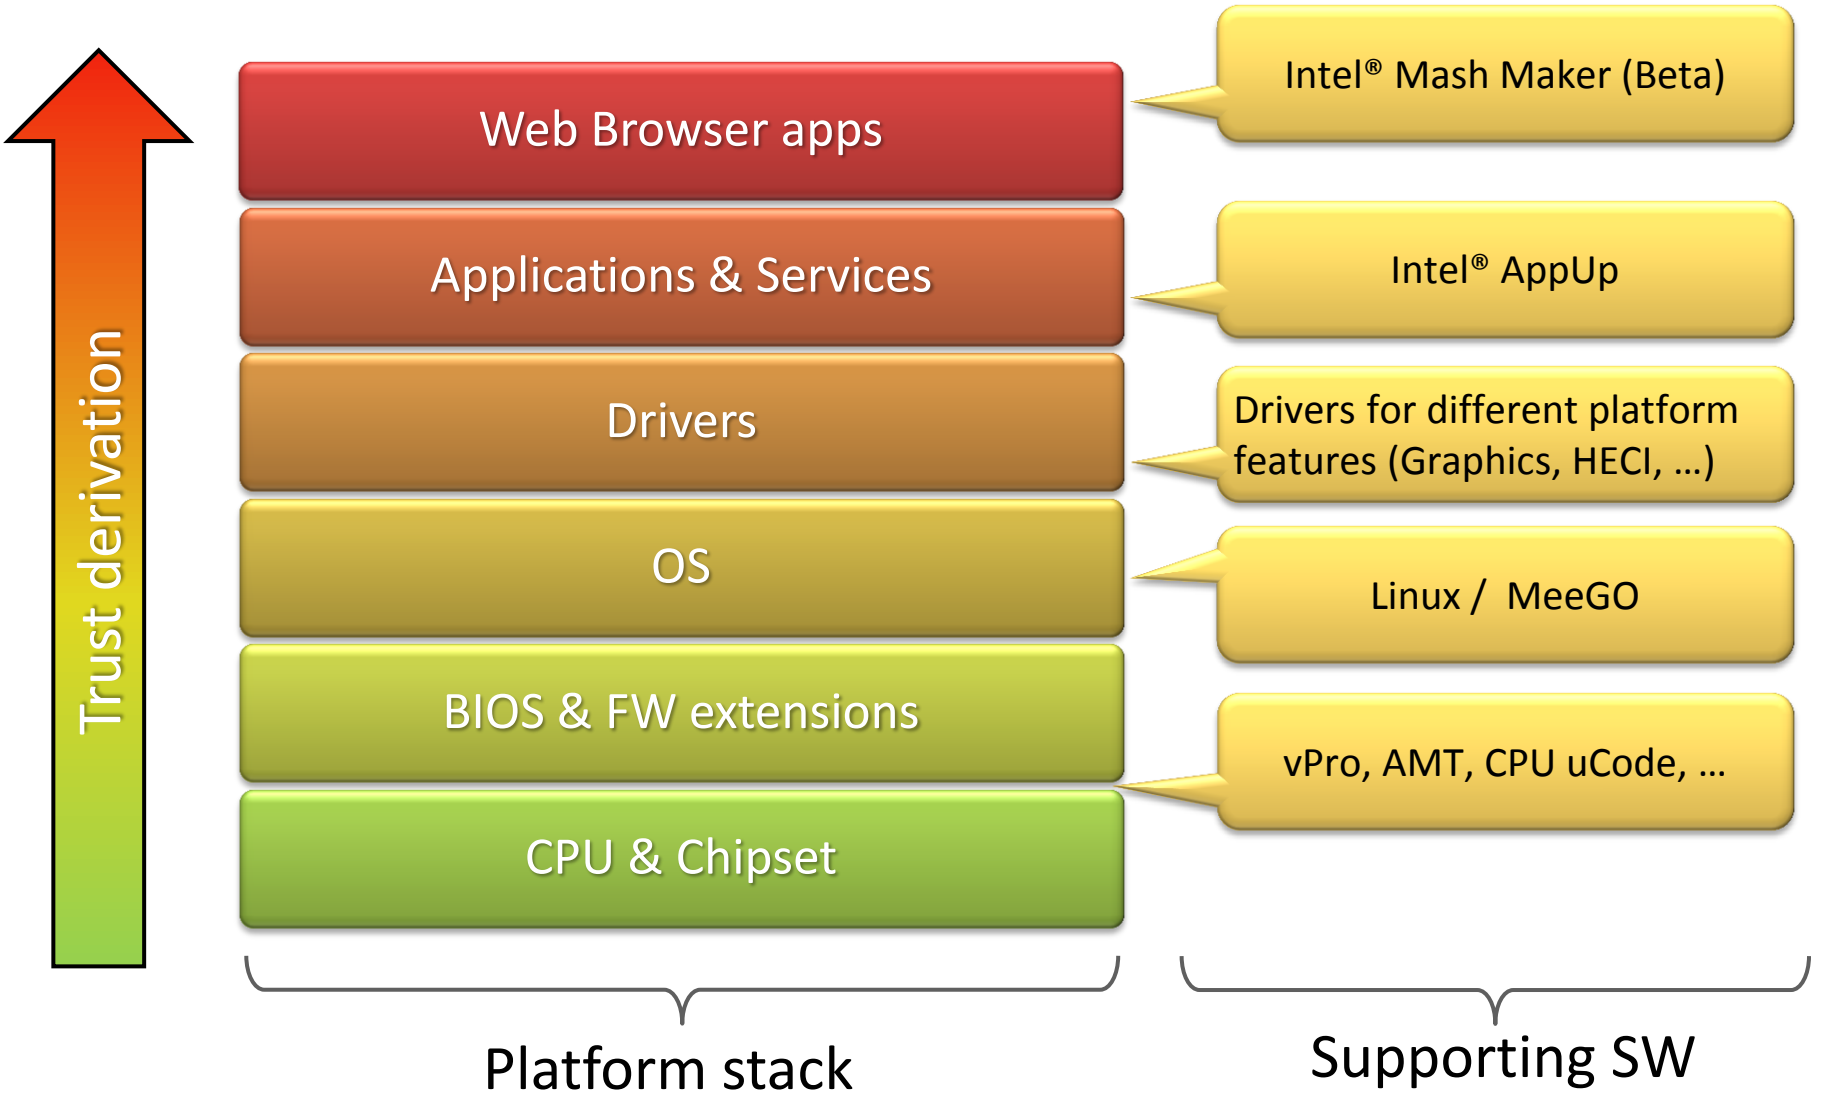 Trust derivation
Web Browser apps
Applications & Services
Drivers
OS
BIOS & FW extensions
CPU & Chipset
Platform stack
Intel® Mash Maker (Beta)
Intel® AppUp
Drivers for different platform
features (Graphics, HECI, ...)
Linux / MeeGO
vPro, AMT, CPU uCode, ...
Supporting SW